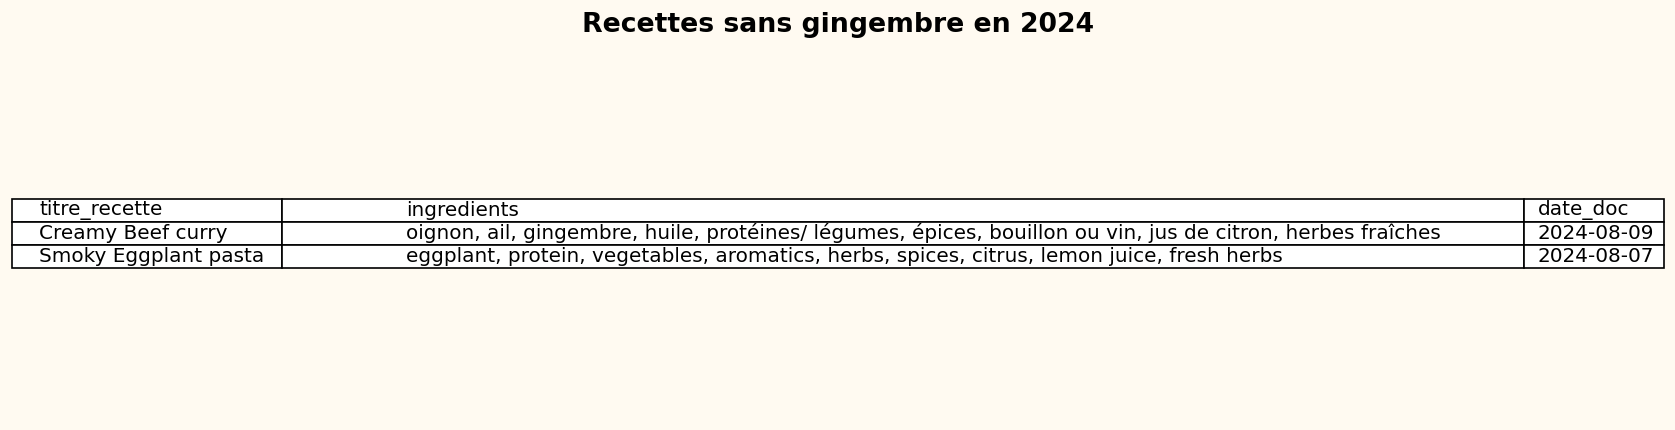 Recettes sans gingembre en 2024
titre_recette ingredients date_doc
Creamy Beef curry oignon, ail, gingembre, huile, protéines/ légumes, épices, bouillon ou vin, jus de citron, herbes fraîches 2024-08-09
Smoky Eggplant pasta eggplant, protein, vegetables, aromatics, herbs, spices, citrus, lemon juice, fresh herbs 2024-08-07